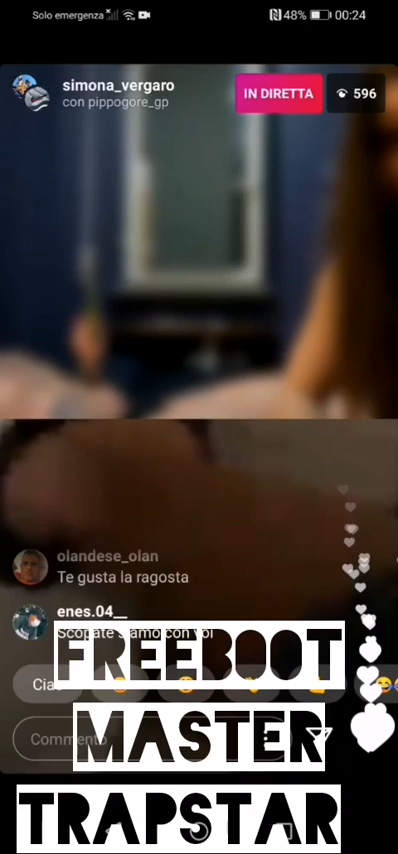 Solo emergenza
48%
00:24
simona_vergaro
con pippogore_gp
IN DIRETTA
596
olandese_olan
Te gusta la ragosta
enes.04__
Scopate siamo con voi
Ciao
Commento
FREEBOOT
MASTER
TRAPSTAR